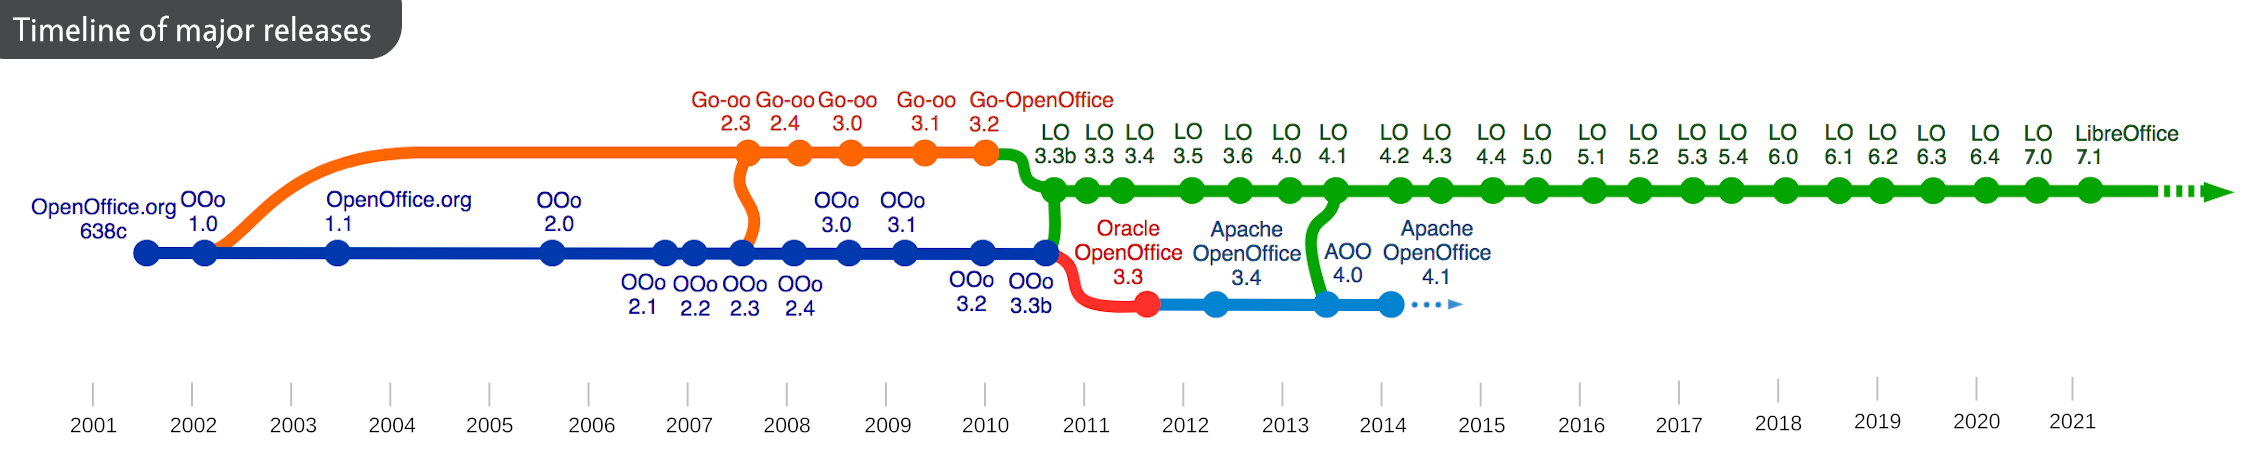 Timeline of major releases
Go-oo Go-oo Go-oo Go-oo Go-OpenOffice
2.3 2.4 3.0 3.1 3.2
LO LO LO LO LO LO LO LO LO LO LO LO LO LO LO LO LO LO LO LO LO LibreOffice
3.3b 3.3 3.4 3.5 3.6 4.0 4.1 4.2 4.3 4.4 5.0 5.1 5.2 5.3 5.4 6.0 6.1 6.2 6.3 6.4 7.0 7.1
OpenOffice.org OOo OpenOffice.org OOo OOo OOo
638c 1.0 1.1 2.0 3.0 3.1
Oracle Apache Apache
OpenOffice OpenOffice AOO OpenOffice
3.3 3.4 4.0 4.1
OOo OOo OOo OOo OOo OOo
2.1 2.2 2.3 2.4 3.2 3.3b
2001 2002 2003 2004 2005 2006 2007 2008 2009 2010 2011 2012 2013 2014 2015 2016 2017 2018 2019 2020 2021